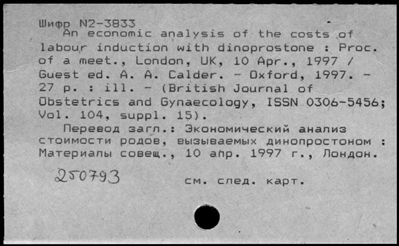 Шифр N2-3833
An economic analysis of the costs of
labour induction with dinoprostone : Proc.
of a meet., London, UK, 10 Apr., 1997 /
Guest ed. A. A. Calder. - Oxford, 1997. -
27 p. : ill. - (British Journal of
Obstetrics and Gynaecology, ISSN 0306-5456;
Vol. 104, suppl. 15).
Перевод загл.: Экономический анализ
стоимости родов, вызываемых динопростоном :
Материалы совещ., 10 апр. 1997 г., Лондон.
250793 см. след. карт.